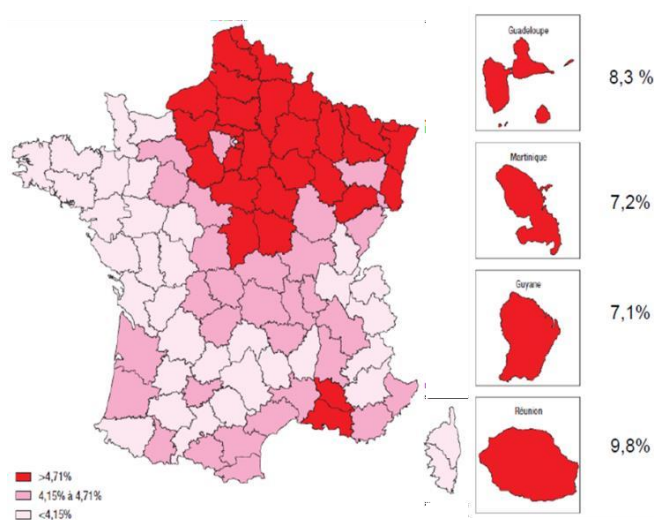 Guadeloupe
8,3 %
Martinique
7,2%
Guyane
7,1%
Réunion
9,8%
>4,71%
4,15% à 4,71%
<4,15%